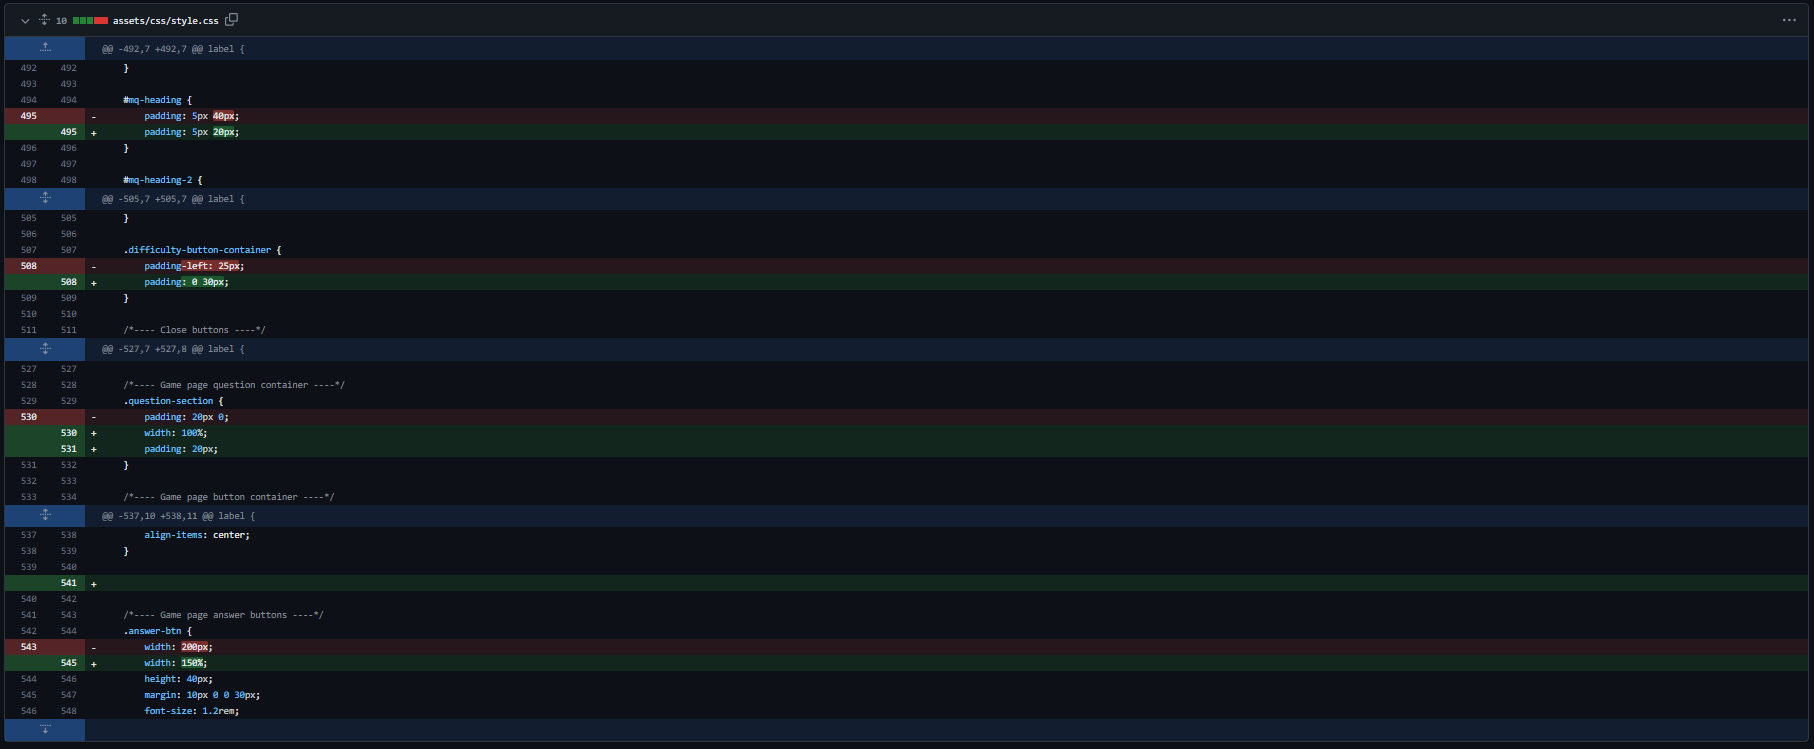 10 assets/css/style.css
@@ -492,7 +492,7 @@ label {
492 492 }
493 493
494 494 #mq-heading {
495 - padding: 5px 40px;
495 + padding: 5px 20px;
496 496 }
497 497
498 498 #mq-heading-2 {
@@ -505,7 +505,7 @@ label {
505 505 }
506 506
507 507 .difficulty-button-container {
508 - padding-left: 25px;
508 + padding: 0 30px;
509 509 }
510 510
511 511 /*---- Close buttons ----*/
@@ -527,7 +527,8 @@ label {
527 527
528 528 /*---- Game page question container ----*/
529 529 .question-section {
530 - padding: 20px 0;
530 + width: 100%;
531 + padding: 20px;
531 532 }
532 533
533 534 /*---- Game page button container ----*/
@@ -537,10 +538,11 @@ label {
537 538 align-items: center;
538 539 }
539 540
541 +
540 542
541 543 /*---- Game page answer buttons ----*/
542 544 .answer-btn {
543 - width: 200px;
545 + width: 150%;
544 546 height: 40px;
545 547 margin: 10px 0 0 30px;
546 548 font-size: 1.2rem;